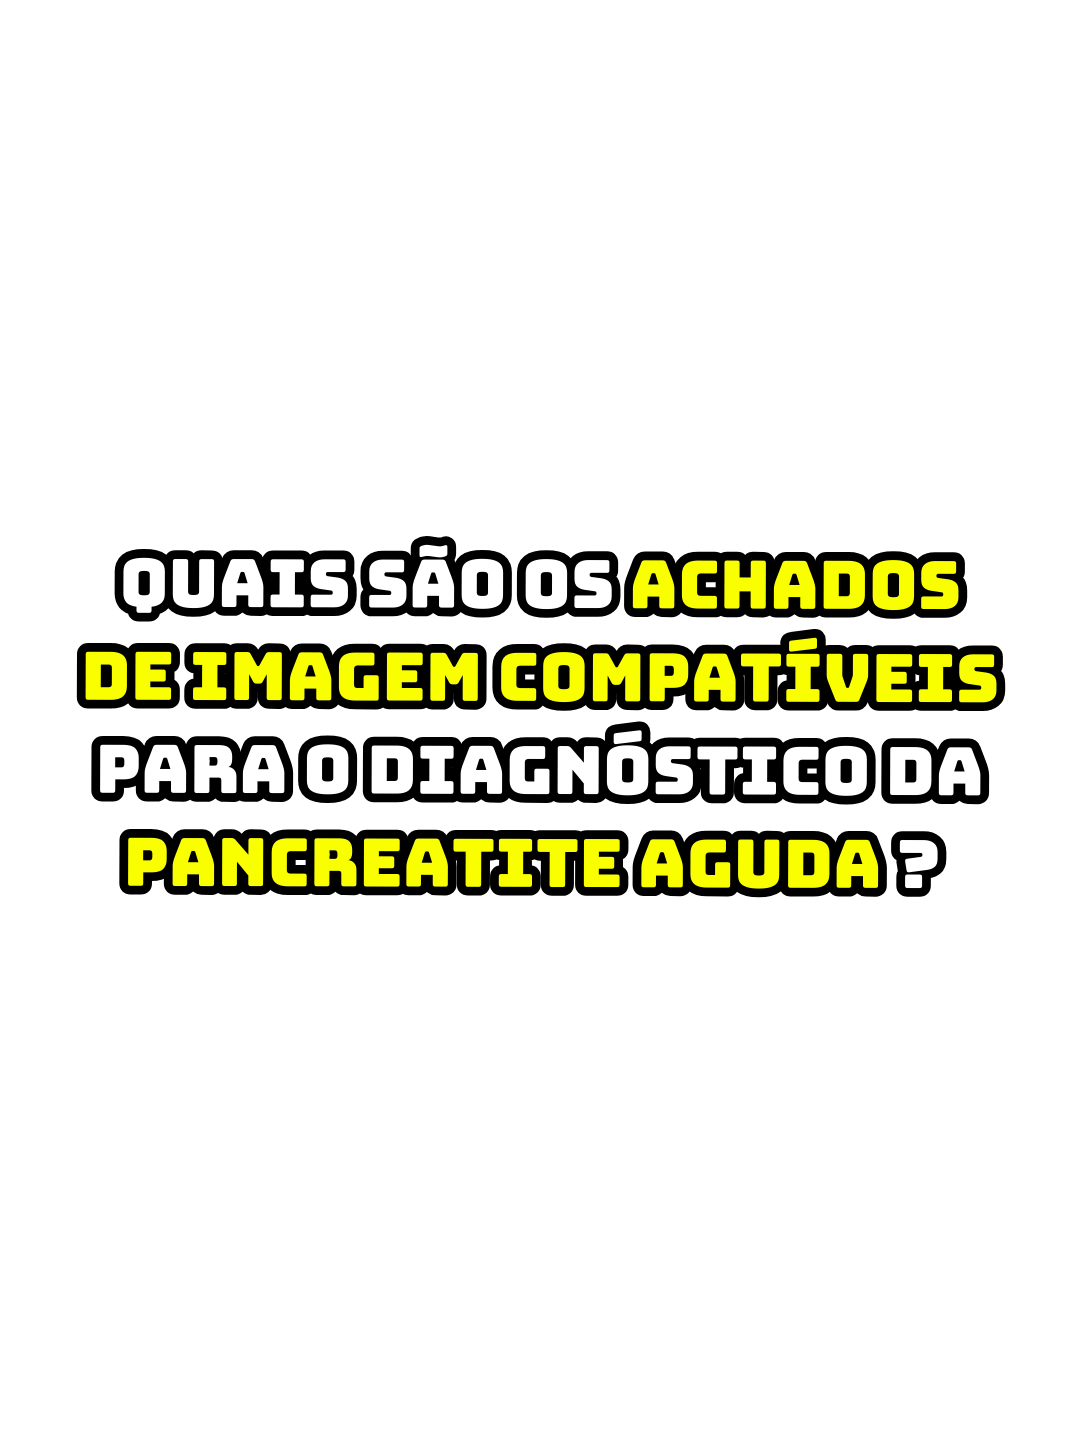 QUAIS SÃO OS ACHADOS
DE IMAGEM COMPATÍVEIS
PARA O DIAGNÓSTICO DA
PANCREATITE AGUDA ?